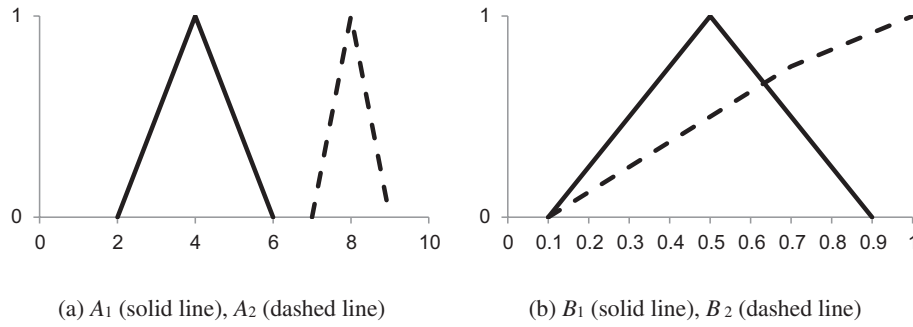 1
0
0 2 4 6 8 10
(a) A1 (solid line), A2 (dashed line)
1
0
0 0.1 0.2 0.3 0.4 0.5 0.6 0.7 0.8 0.9 1
(b) B1 (solid line), B2 (dashed line)